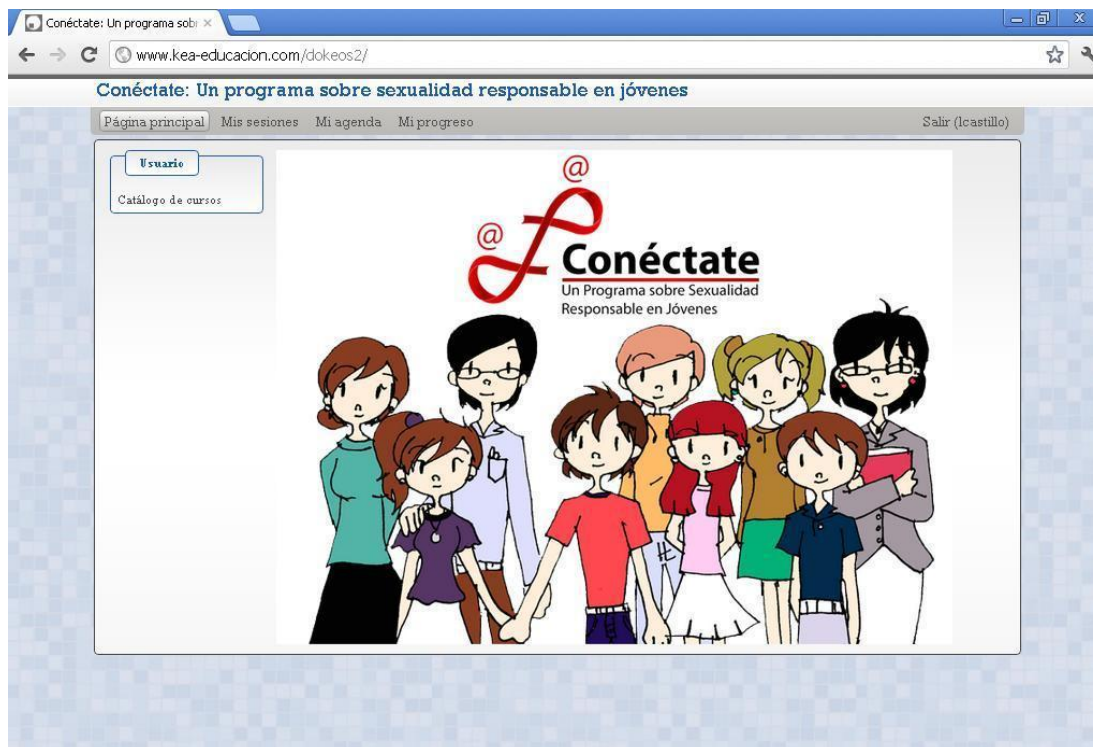 Conéctate: Un programa sobr
www.kea-educacion.com/dokeos2/
Conéctate: Un programa sobre sexualidad responsable en jóvenes
Página principal Mis sesiones Mi agenda Mi progreso Salir (lcastillo)
Usuario
Catálogo de cursos
@
@
Conéctate
Un Programa sobre Sexualidad
Responsable en Jóvenes